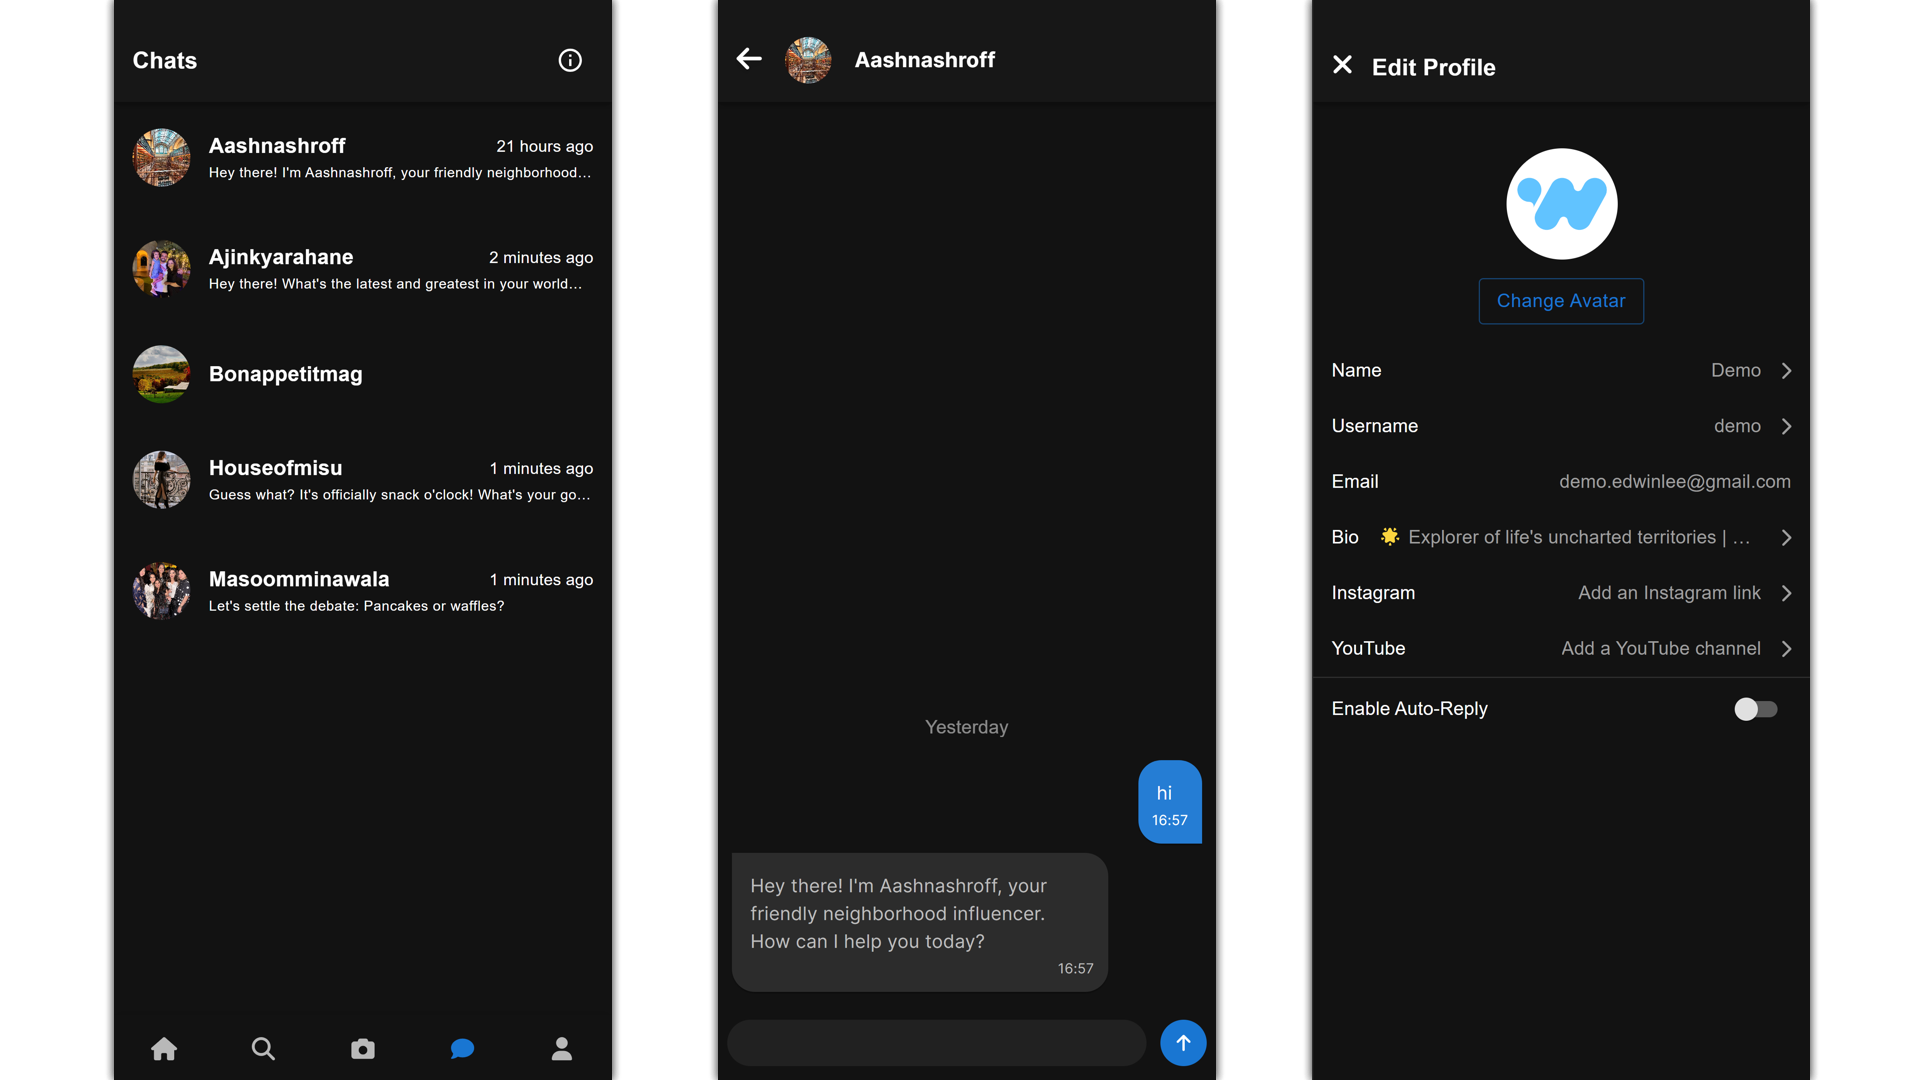 Chats
Aashnashroff
21 hours ago
Hey there! I'm Aashnashroff, your friendly neighborhood...
Ajinkyarahane
2 minutes ago
Hey there! What's the latest and greatest in your world...
Bonappetitmag
Houseofmisu
1 minutes ago
Guess what? It's officially snack o'clock! What's your go...
Masoomminawala
1 minutes ago
Let's settle the debate: Pancakes or waffles?
Aashnashroff
Yesterday
hi
16:57
Hey there! I'm Aashnashroff, your
friendly neighborhood influencer.
How can I help you today?
16:57
Edit Profile
Change Avatar
Name
Demo
Username
demo
Email
demo.edwinlee@gmail.com
Bio
🌟 Explorer of life's uncharted territories | ...
Instagram
Add an Instagram link
YouTube
Add a YouTube channel
Enable Auto-Reply